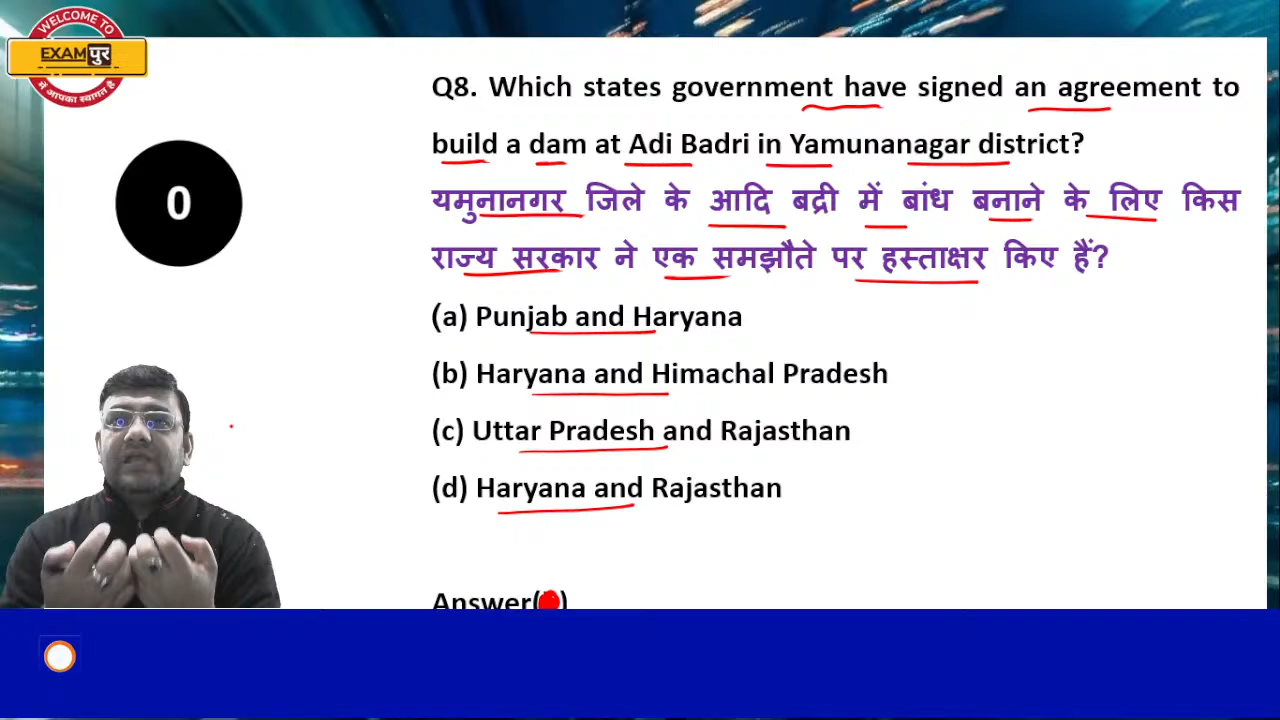 WELCOME TO
EXAMपुर
में आपका स्वागत है
Q8. Which states government have signed an agreement to
build a dam at Adi Badri in Yamunanagar district?
यमुनानगर जिले के आदि बद्री में बांध बनाने के लिए किस
राज्य सरकार ने एक समझौते पर हस्ताक्षर किए हैं?
0
(a) Punjab and Haryana
(b) Haryana and Himachal Pradesh
(c) Uttar Pradesh and Rajasthan
(d) Haryana and Rajasthan
Answer( )